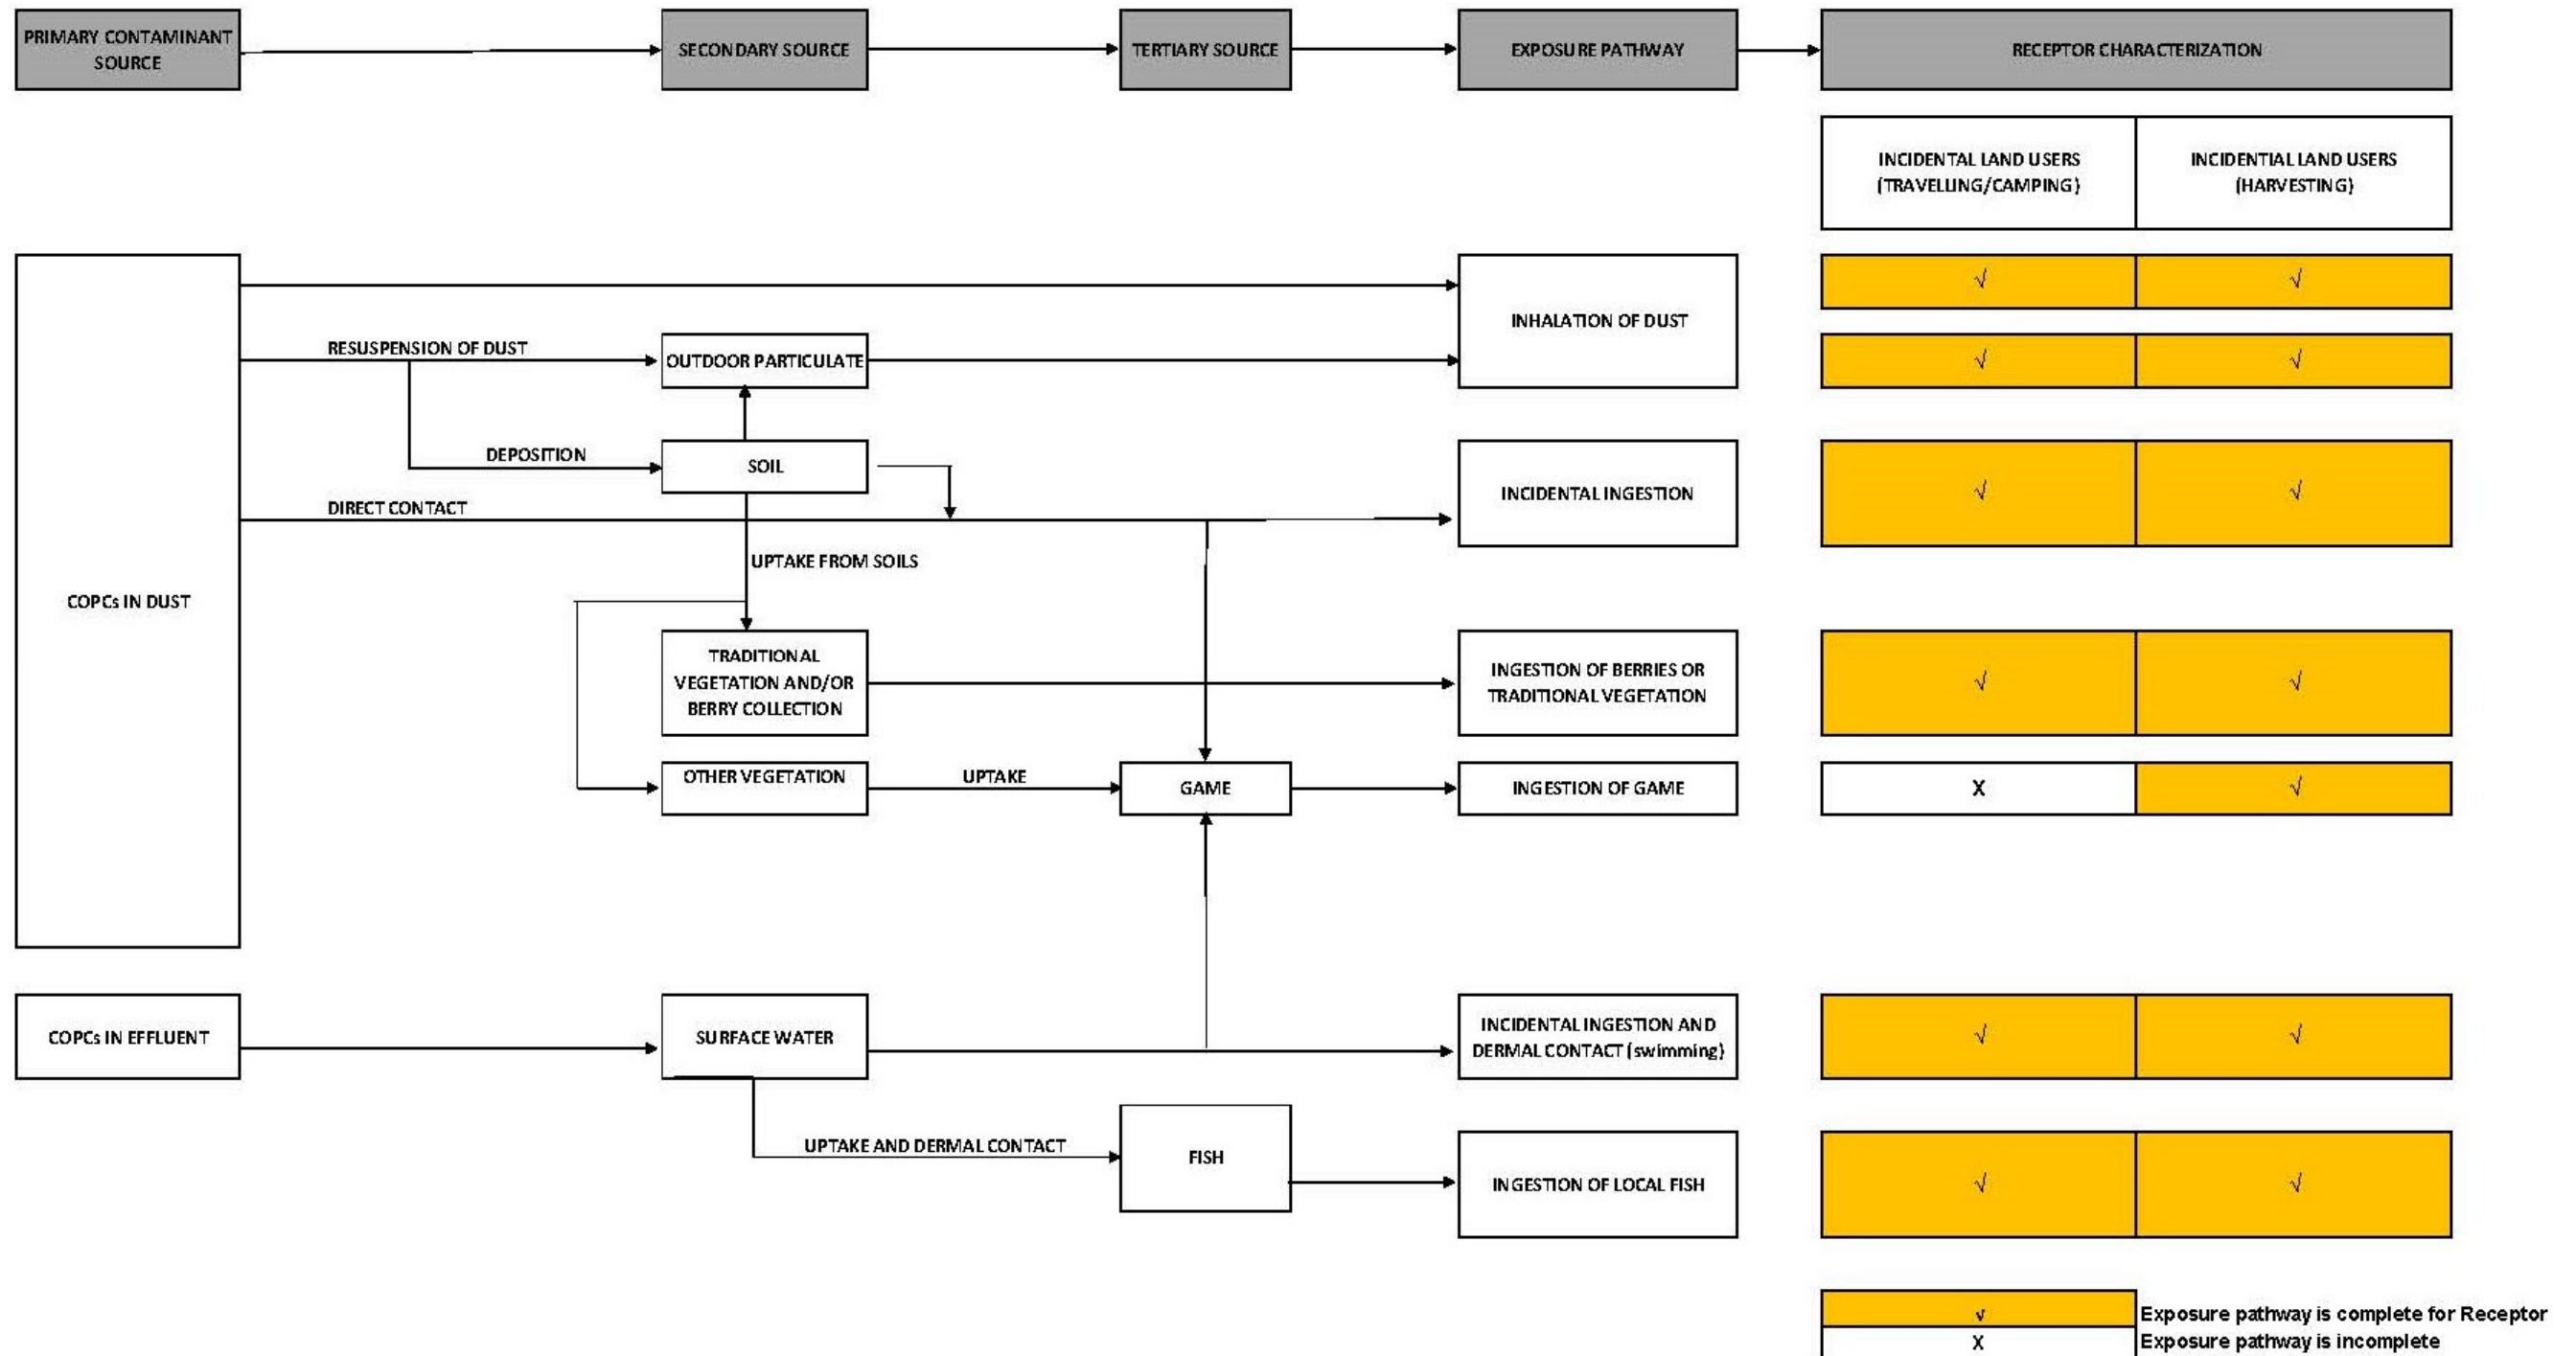 PRIMARY CONTAMINANT
SOURCE
SECONDARY SOURCE
TERTIARY SOURCE
EXPOSURE PATHWAY
RECEPTOR CHARACTERIZATION
INCIDENTAL LAND USERS
(TRAVELLING/CAMPING)
INCIDENTIAL LAND USERS
(HARVESTING)
√
√
INHALATION OF DUST
RESUSPENSION OF DUST
OUTDOOR PARTICULATE
√
√
DEPOSITION
SOIL
INCIDENTAL INGESTION
√
√
DIRECT CONTACT
UPTAKE FROM SOILS
COPCs IN DUST
TRADITIONAL
VEGETATION AND/OR
BERRY COLLECTION
INGESTION OF BERRIES OR
TRADITIONAL VEGETATION
√
√
OTHER VEGETATION
UPTAKE
GAME
INGESTION OF GAME
X
√
COPCs IN EFFLUENT
SURFACE WATER
INCIDENTAL INGESTION AND
DERMAL CONTACT (swimming)
√
√
UPTAKE AND DERMAL CONTACT
FISH
INGESTION OF LOCAL FISH
√
√
√ Exposure pathway is complete for Receptor
X Exposure pathway is incomplete